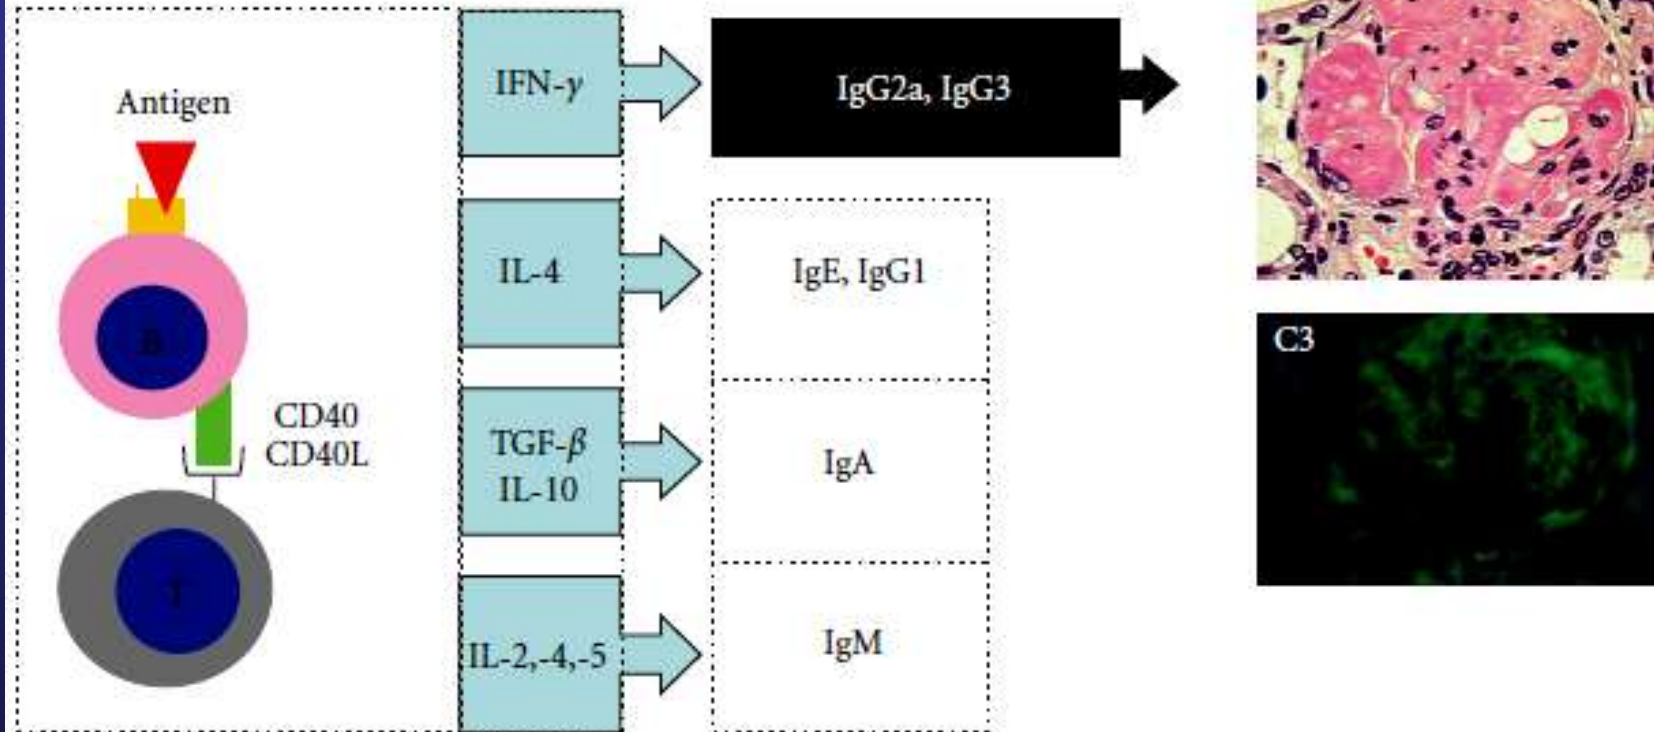 Antigen
B
CD40
CD40L
T
IFN-γ
IgG2a, IgG3
IL-4
IgE, IgG1
TGF-β
IL-10
IgA
IL-2,-4,-5
IgM
C3